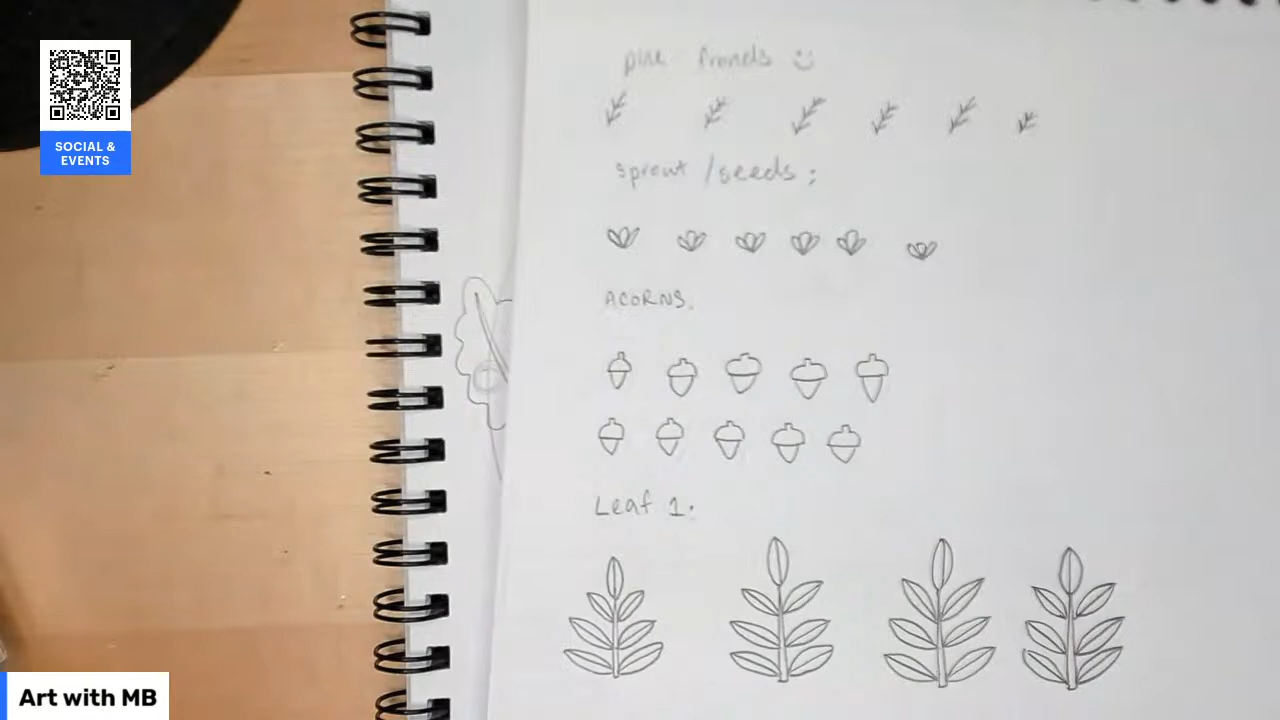 SOCIAL &
EVENTS
pine fronds
sprout/seeds:
ACORNS.
Leaf 1:
Art with MB